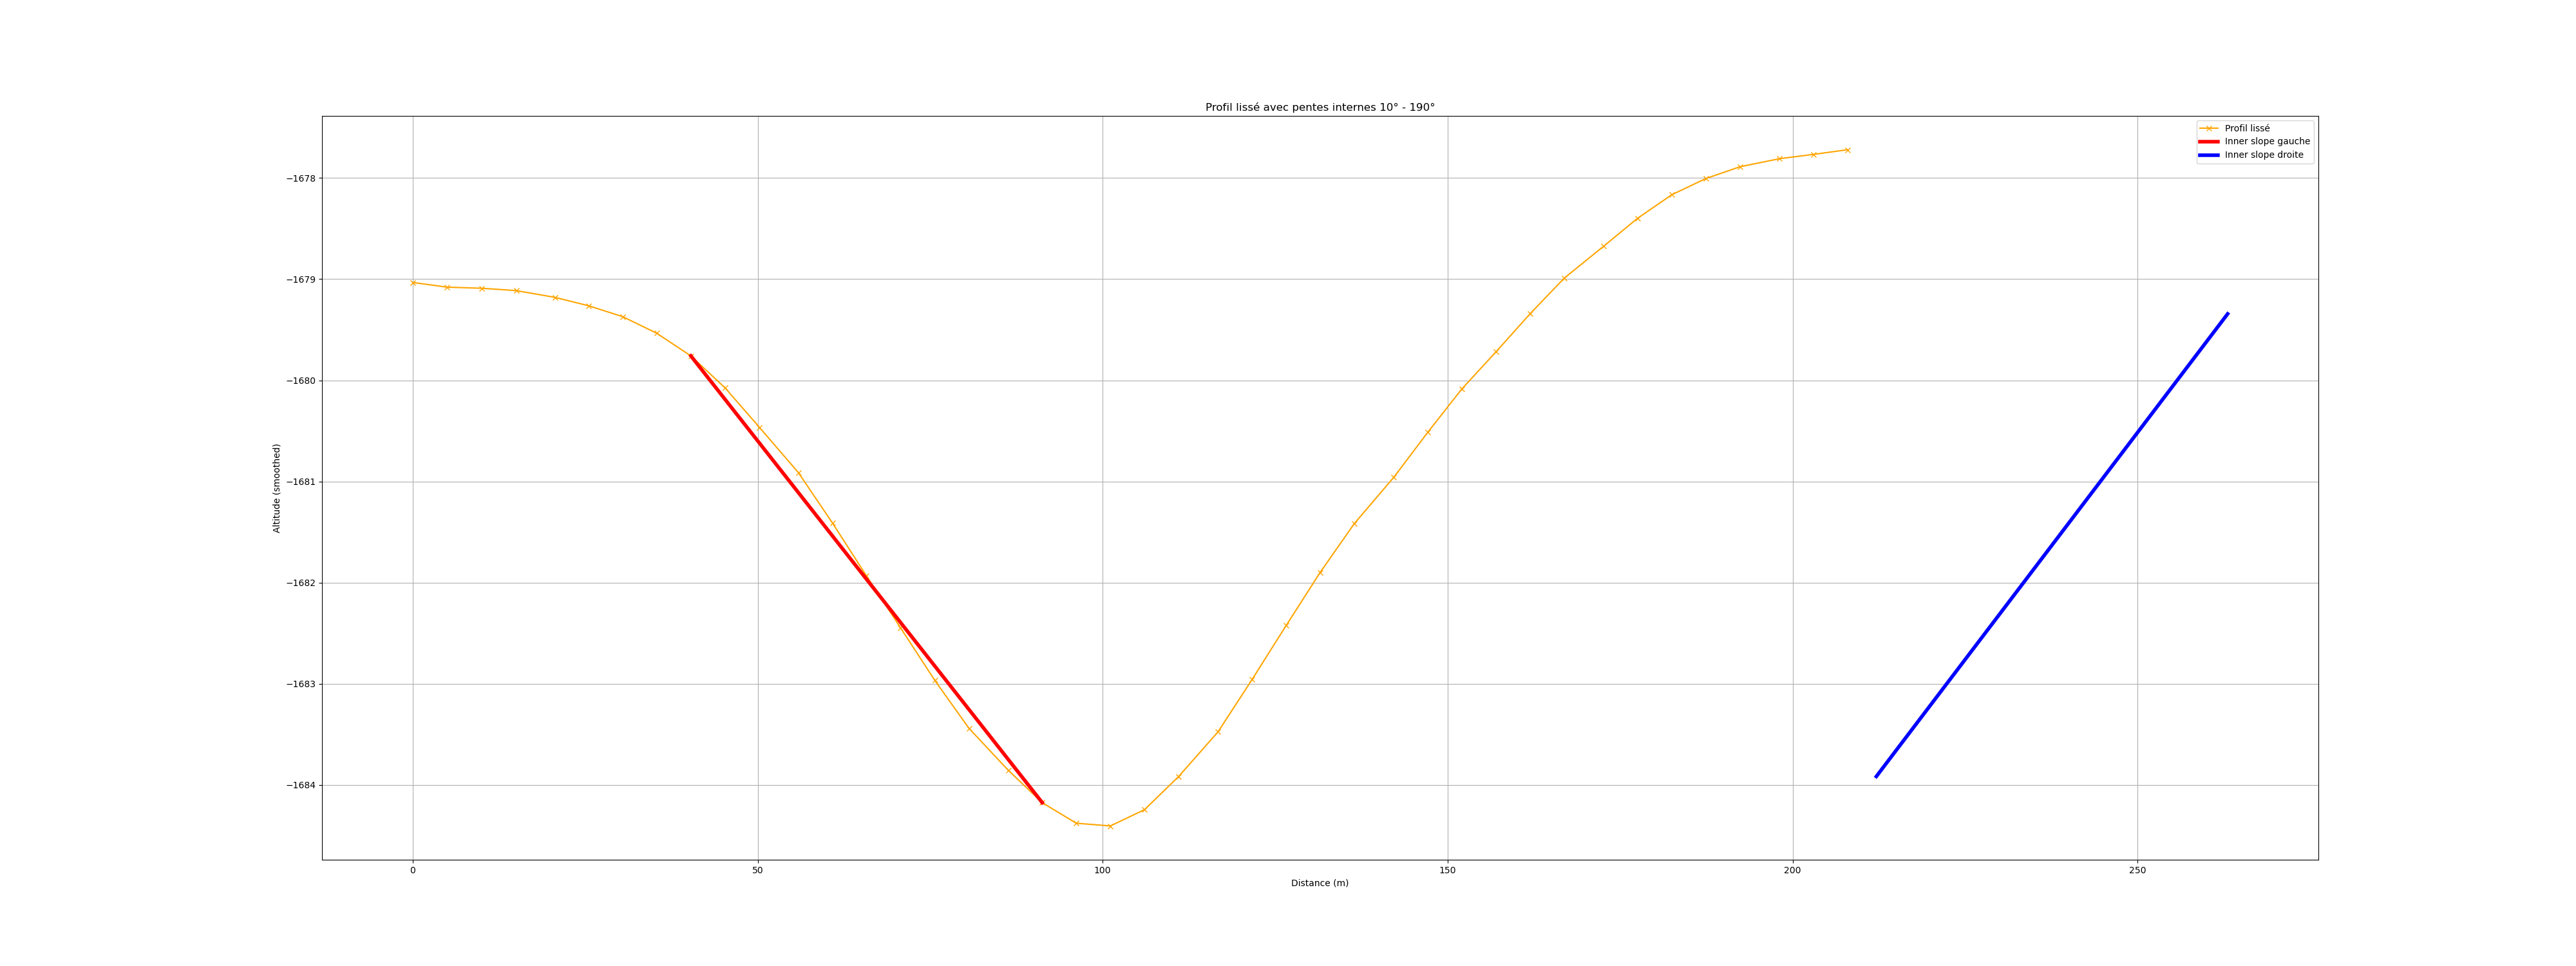 Profil lissé avec pentes internes 10° - 190°
Profil lissé
Inner slope gauche
Inner slope droite
−1678
−1679
−1680
−1681
−1682
−1683
−1684
Altitude (smoothed)
0
50
100
150
200
250
Distance (m)